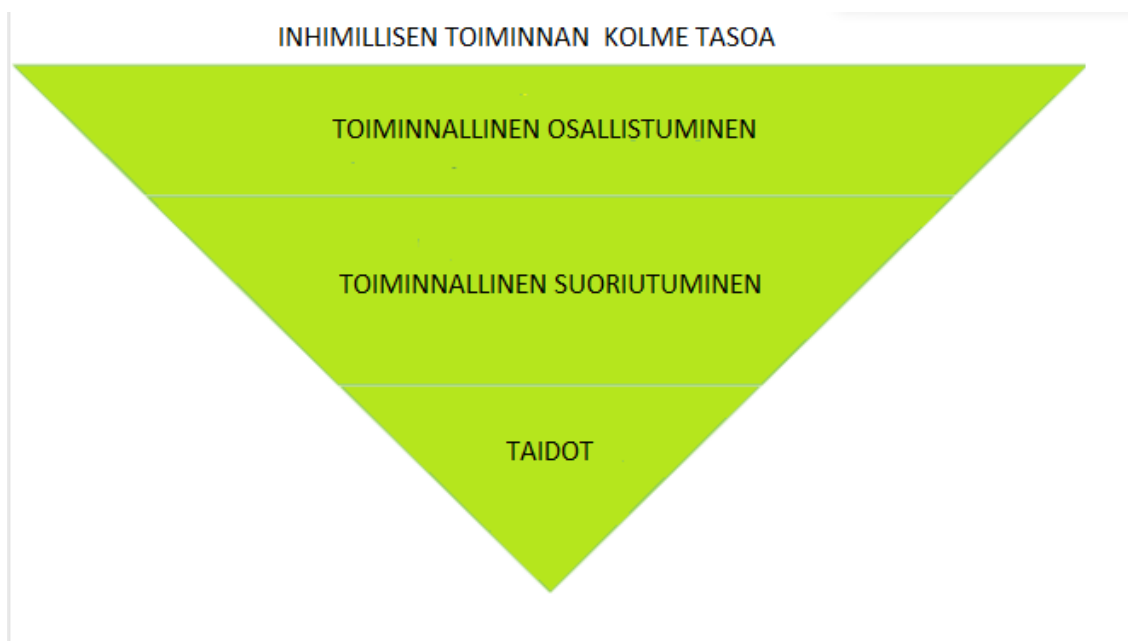 INHIMILLISEN TOIMINNAN KOLME TASOA
TOIMINNALLINEN OSALLISTUMINEN
TOIMINNALLINEN SUORIUTUMINEN
TAIDOT